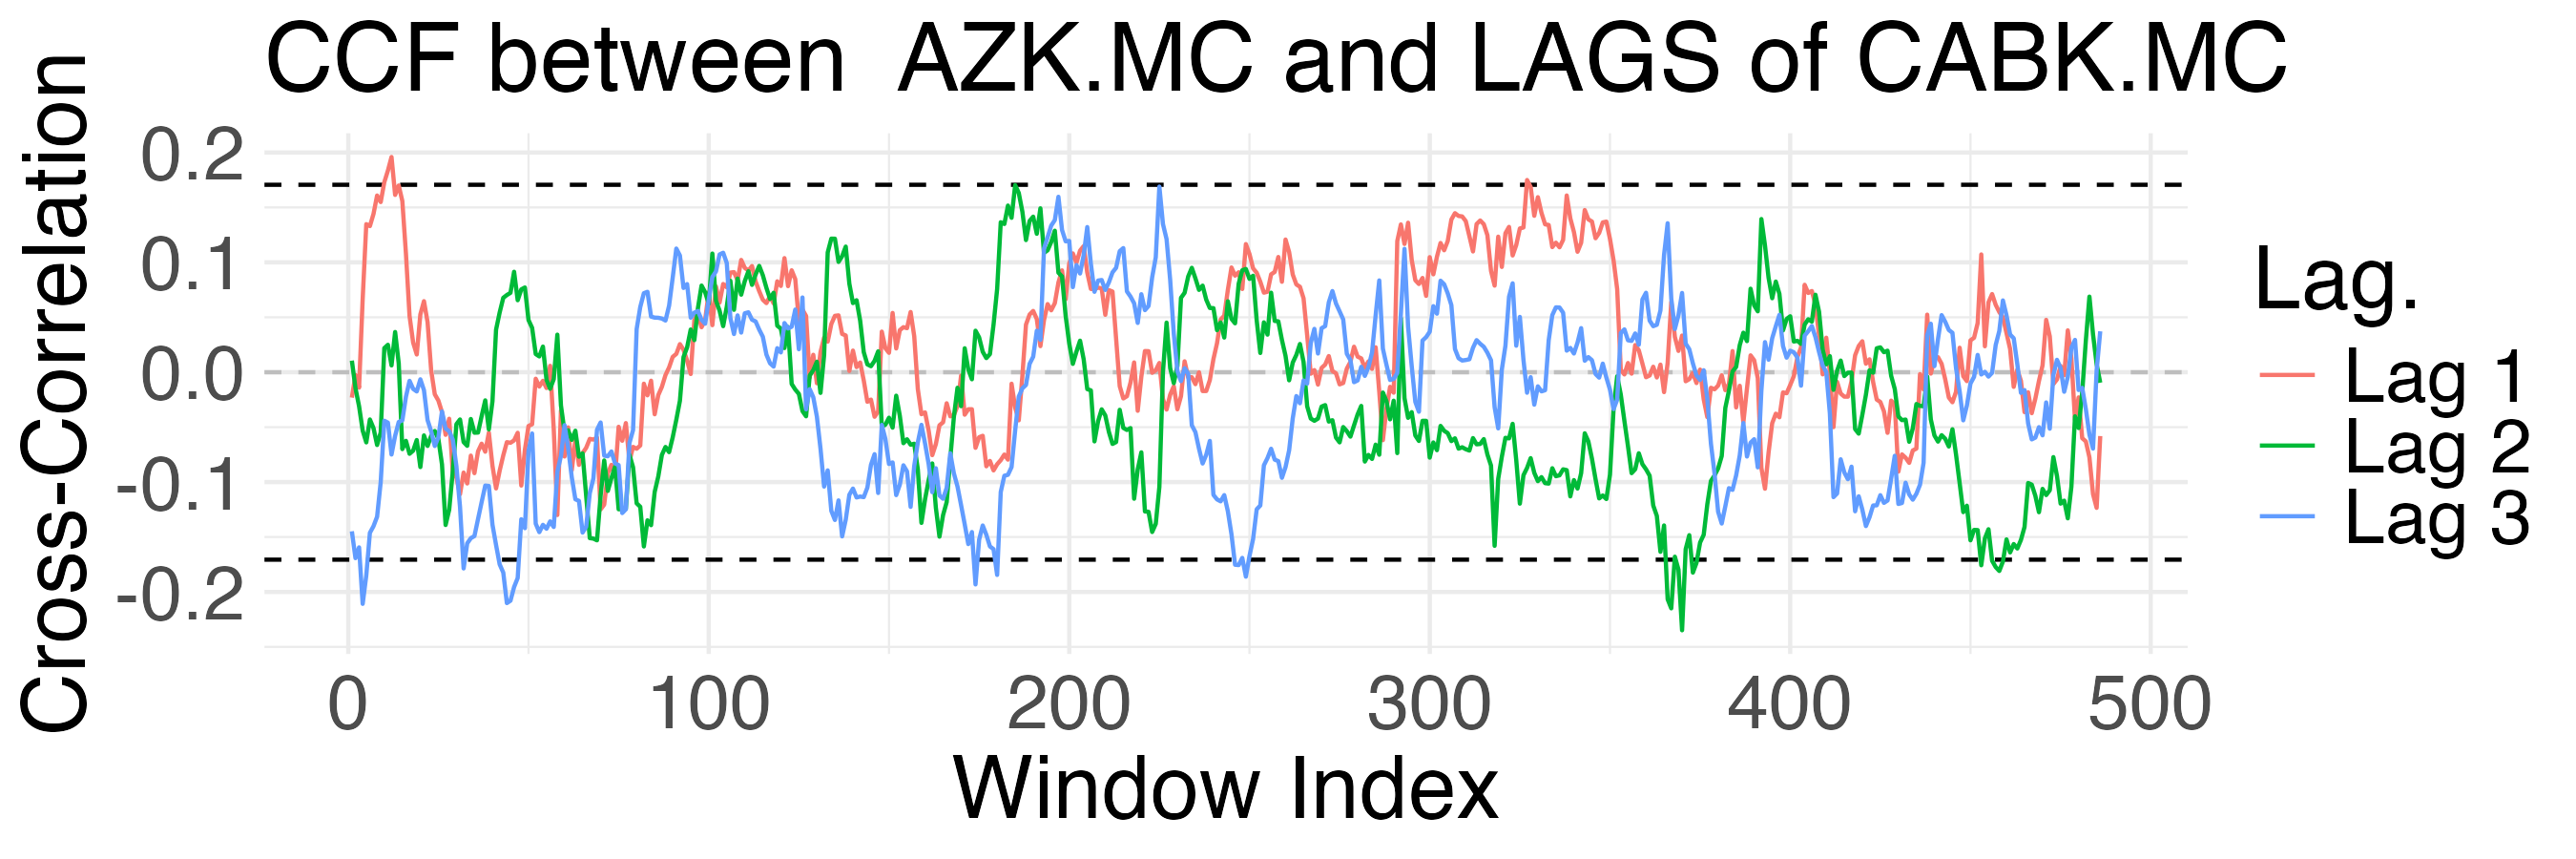 CCF between  AZK.MC and LAGS of CABK.MC
Cross-Correlation
0.2
0.1
0.0
-0.1
-0.2
0 100 200 300 400 500
Window Index
Lag.
Lag 1
Lag 2
Lag 3